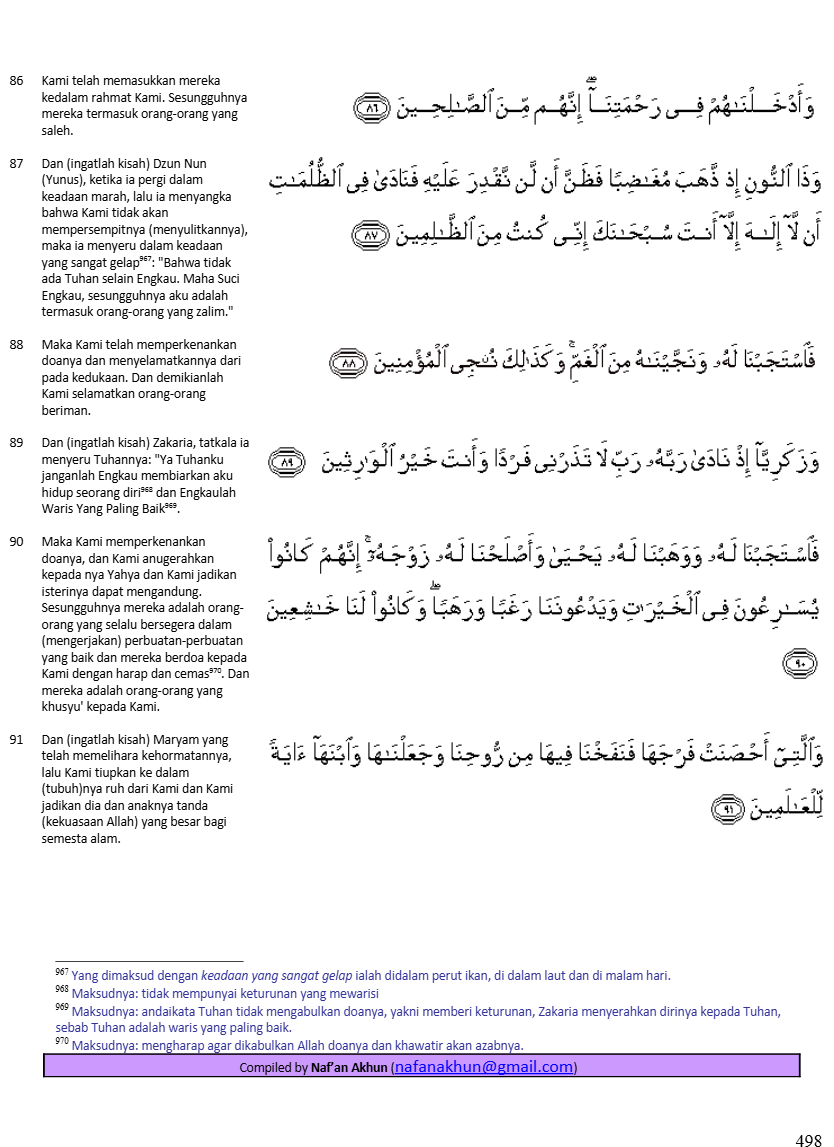 86 Kami telah memasukkan mereka
kedalam rahmat Kami. Sesungguhnya
mereka termasuk orang-orang yang
saleh.
وَأَدْخَلْنَٰهُمْ فِى رَحْمَتِنَآ ۖ إِنَّهُم مِّنَ ٱلصَّٰلِحِينَ ٨٦
87 Dan (ingatlah kisah) Dzun Nun
(Yunus), ketika ia pergi dalam
keadaan marah, lalu ia menyangka
bahwa Kami tidak akan
mempersempitnya (menyulitkannya),
maka ia menyeru dalam keadaan
yang sangat gelap967: "Bahwa tidak
ada Tuhan selain Engkau. Maha Suci
Engkau, sesungguhnya aku adalah
termasuk orang-orang yang zalim."
وَذَا ٱلنُّونِ إِذ ذَّهَبَ مُغَٰضِبًا فَظَنَّ أَن لَّن نَّقْدِرَ عَلَيْهِ فَنَادَىٰ فِى ٱلظُّلُمَٰتِ
أَن لَّآ إِلَٰهَ إِلَّآ أَنتَ سُبْحَٰنَكَ إِنِّى كُنتُ مِنَ ٱلظَّٰلِمِينَ ٨٧
88 Maka Kami telah memperkenankan
doanya dan menyelamatkannya dari
pada kedukaan. Dan demikianlah
Kami selamatkan orang-orang
beriman.
فَٱسْتَجَبْنَا لَهُۥ وَنَجَّيْنَٰهُ مِنَ ٱلْغَمِّ ۚ وَكَذَٰلِكَ نُۨجِى ٱلْمُؤْمِنِينَ ٨٨
89 Dan (ingatlah kisah) Zakaria, tatkala ia
menyeru Tuhannya: "Ya Tuhanku
janganlah Engkau membiarkan aku
hidup seorang diri968 dan Engkaulah
Waris Yang Paling Baik969.
وَزَكَرِيَّآ إِذْ نَادَىٰ رَبَّهُۥ رَبِّ لَا تَذَرْنِى فَرْدًا وَأَنتَ خَيْرُ ٱلْوَٰرِثِينَ ٨٩
90 Maka Kami memperkenankan
doanya, dan Kami anugerahkan
kepada nya Yahya dan Kami jadikan
isterinya dapat mengandung.
Sesungguhnya mereka adalah orang-
orang yang selalu bersegera dalam
(mengerjakan) perbuatan-perbuatan
yang baik dan mereka berdoa kepada
Kami dengan harap dan cemas970. Dan
mereka adalah orang-orang yang
khusyu' kepada Kami.
فَٱسْتَجَبْنَا لَهُۥ وَوَهَبْنَا لَهُۥ يَحْيَىٰ وَأَصْلَحْنَا لَهُۥ زَوْجَهُۥٓ ۚ إِنَّهُمْ كَانُوا۟
يُسَٰرِعُونَ فِى ٱلْخَيْرَٰتِ وَيَدْعُونَنَا رَغَبًا وَرَهَبًا ۖ وَكَانُوا۟ لَنَا خَٰشِعِينَ
٩٠
91 Dan (ingatlah kisah) Maryam yang
telah memelihara kehormatannya,
lalu Kami tiupkan ke dalam
(tubuh)nya ruh dari Kami dan Kami
jadikan dia dan anaknya tanda
(kekuasaan Allah) yang besar bagi
semesta alam.
وَٱلَّتِىٓ أَحْصَنَتْ فَرْجَهَا فَنَفَخْنَا فِيهَا مِن رُّوحِنَا وَجَعَلْنَٰهَا وَٱبْنَهَآ ءَايَةً
لِّلْعَٰلَمِينَ ٩١
967 Yang dimaksud dengan keadaan yang sangat gelap ialah didalam perut ikan, di dalam laut dan di malam hari.
968 Maksudnya: tidak mempunyai keturunan yang mewarisi
969 Maksudnya: andaikata Tuhan tidak mengabulkan doanya, yakni memberi keturunan, Zakaria menyerahkan dirinya kepada Tuhan,
sebab Tuhan adalah waris yang paling baik.
970 Maksudnya: mengharap agar dikabulkan Allah doanya dan khawatir akan azabnya.
Compiled by Naf'an Akhun (nafanakhun@gmail.com)
498